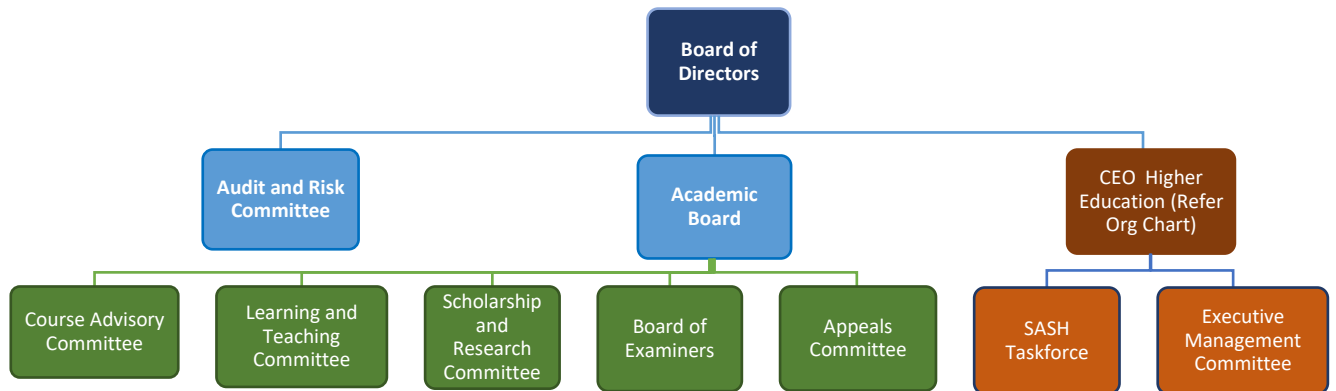 Board of
Directors
Audit and Risk
Committee
Academic
Board
CEO Higher
Education (Refer
Org Chart)
Course Advisory
Committee
Learning and
Teaching
Committee
Scholarship
and
Research
Committee
Board of
Examiners
Appeals
Committee
SASH
Taskforce
Executive
Management
Committee